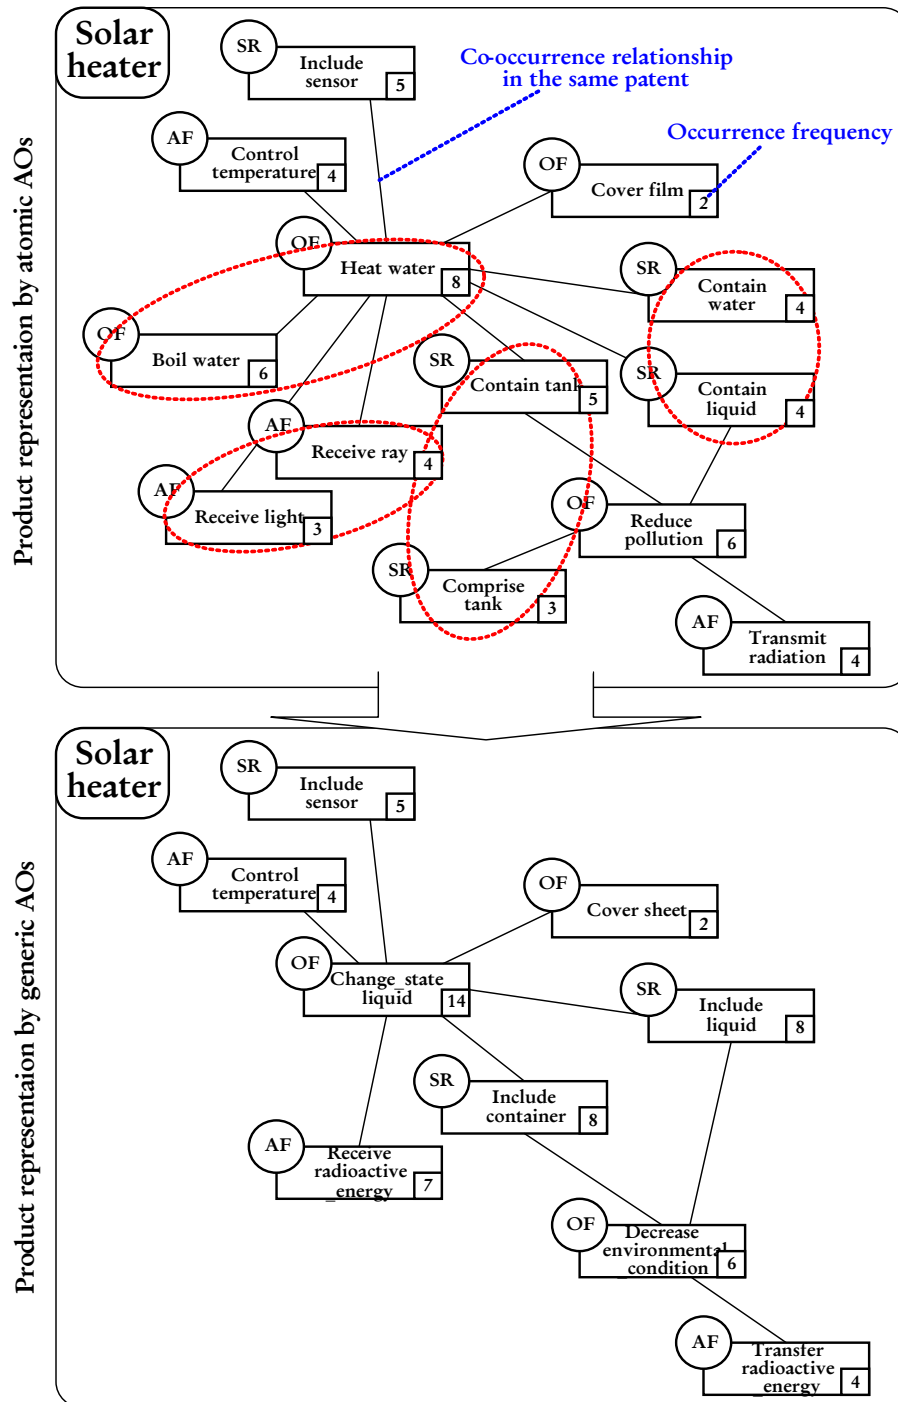 Product representaion by atomic AOs
Solar
heater
SR
Include
sensor
5
Co-occurrence relationship
in the same patent
Occurrence frequency
AF
Control
temperature
4
OF
Cover film
2
OF
Heat water
8
SR
Contain
water
4
OF
Boil water
6
SR
Contain tank
5
SR
Contain
liquid
4
AF
Receive ray
4
AF
Receive light
3
OF
Reduce
pollution
6
SR
Comprise
tank
3
AF
Transmit
radiation
4
Product representaion by generic AOs
Solar
heater
SR
Include
sensor
5
AF
Control
temperature
4
OF
Cover sheet
2
OF
Change_state
liquid
14
SR
Include
liquid
8
SR
Include
container
8
AF
Receive
radioactive
_energy
7
OF
Decrease
environmental
_condition
6
AF
Transfer
radioactive
_energy
4